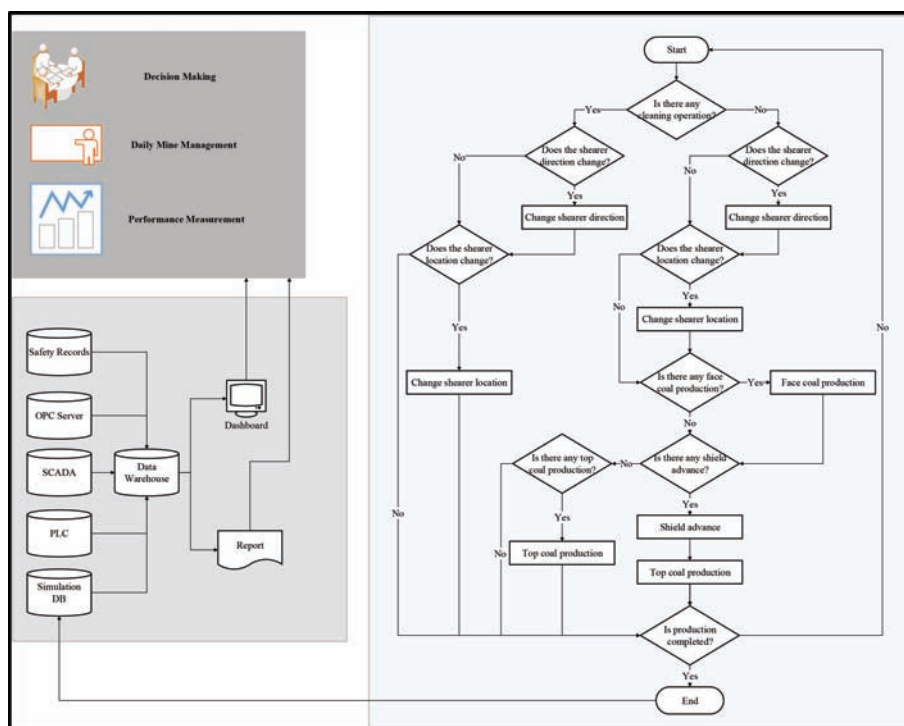 Decision Making
Daily Mine Management
Performance Measurement
Safety Records
OPC Server
SCADA
PLC
Simulation
DB
Data
Warehouse
Dashboard
Report
Start
Is there any
cleaning operation?
Yes
No
Does the shearer
direction change?
No
Yes
Change shearer direction
Does the shearer
location change?
No
Yes
Change shearer location
Does the shearer
direction change?
No
Yes
Change shearer direction
Does the shearer
location change?
No
Yes
Change shearer location
Is there any face
coal production?
Yes
Face coal production
No
Is there any shield
advance?
No
Is there any top
coal production?
Yes
No
Top coal production
Yes
Shield advance
Top coal production
Is production
completed?
No
Yes
End